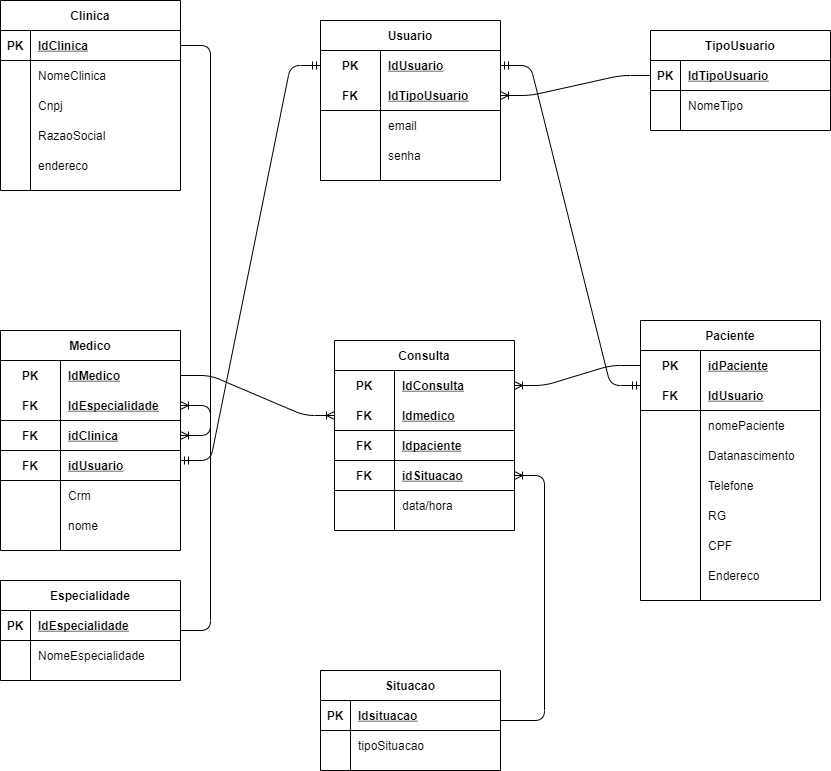 Clinica
PK IdClinica
NomeClinica
Cnpj
RazaoSocial
endereco
Usuario
PK IdUsuario
FK IdTipoUsuario
email
senha
TipoUsuario
PK IdTipoUsuario
NomeTipo
Medico
PK IdMedico
FK IdEspecialidade
FK idClinica
FK idUsuario
Crm
nome
Consulta
PK IdConsulta
FK Idmedico
FK Idpaciente
FK idSituacao
data/hora
Paciente
PK idPaciente
FK IdUsuario
nomePaciente
Datanascimento
Telefone
RG
CPF
Endereco
Especialidade
PK IdEspecialidade
NomeEspecialidade
Situacao
PK Idsituacao
tipoSituacao